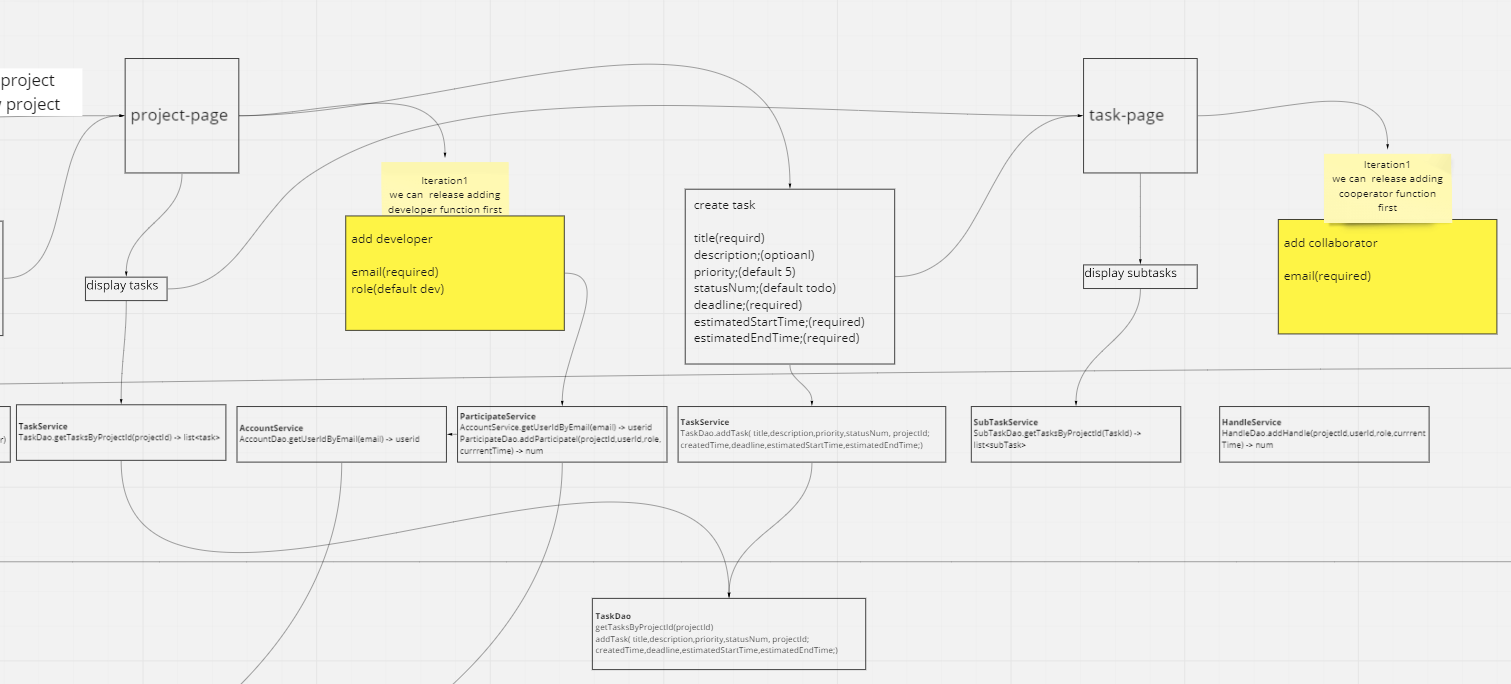 project
project
project-page
task-page
Iteration1
we can release adding
developer function first
Iteration1
we can release adding
cooperator function
first
add developer
email(required)
role(default dev)
create task
title(requird)
description;(optioanl)
priority;(default 5)
statusNum;(default todo)
deadline;(required)
estimatedStartTime;(required)
estimatedEndTime;(required)
add collaborator
email(required)
display tasks
display subtasks
TaskService
TaskDao.getTasksByProjectId(projectId) -> list<task>
AccountService
AccountDao.getUserIdByEmail(email) -> userid
ParticipateService
AccountService.getUserIdByEmail(email) -> userid
ParticipateDao.addParticipatel(projectId,userId,role,
currrentTime) -> num
TaskService
TaskDao.addTask( title,description,priority,statusNum, projectId;
createdTime,deadline,estimatedStartTime,estimatedEndTime;)
SubTaskService
SubTaskDao.getTasksByProjectId(TaskId) ->
list<subTask>
HandleService
HandleDao.addHandle(projectId,userId,role,currrent
Time) -> num
TaskDao
getTasksByProjectId(projectId)
addTask( title,description,priority,statusNum, projectId;
createdTime,deadline,estimatedStartTime,estimatedEndTime;)